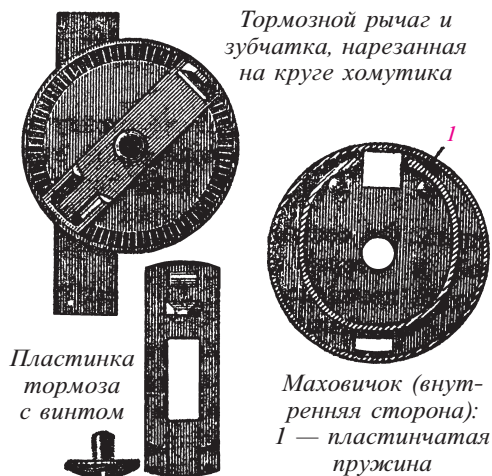 Тормозной рычаг и
зубчатка, нарезанная
на круге хомутика
1
Пластинка
тормоза
с винтом
Маховичок (внут-
ренняя сторона):
1 — пластинчатая
пружина